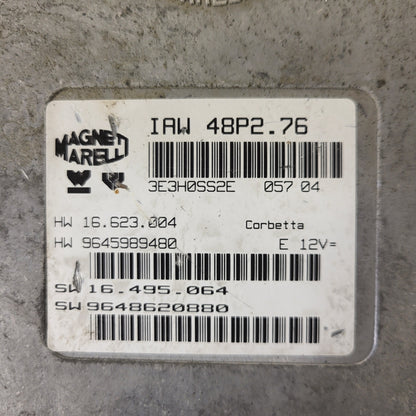 MAGNETI
MARELLI
IAW 48P2.76
3E3H0SS2E 057 04
HW 16.623.004 Corbetta
HW 9645989480 E 12V=
SW 16.495.064
SW 9648620880